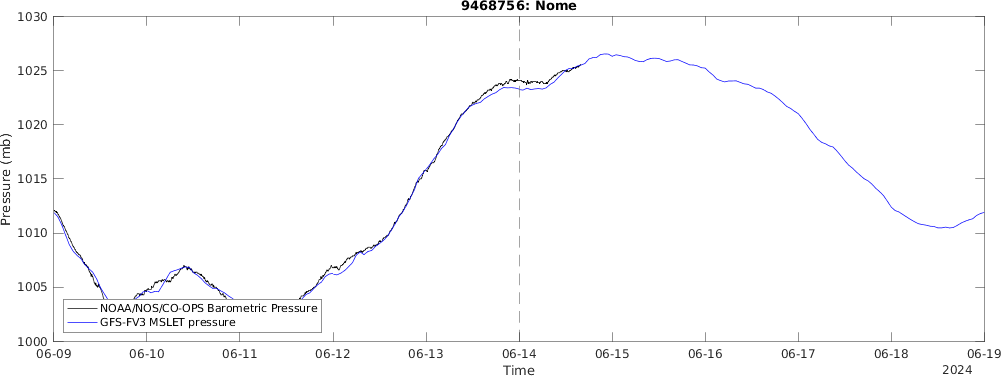 9468756: Nome
1030
1025
1020
1015
1010
1005
1000
Pressure (mb)
NOAA/NOS/CO-OPS Barometric Pressure
GFS-FV3 MSLET pressure
06-09 06-10 06-11 06-12 06-13 06-14 06-15 06-16 06-17 06-18 06-19
Time
2024